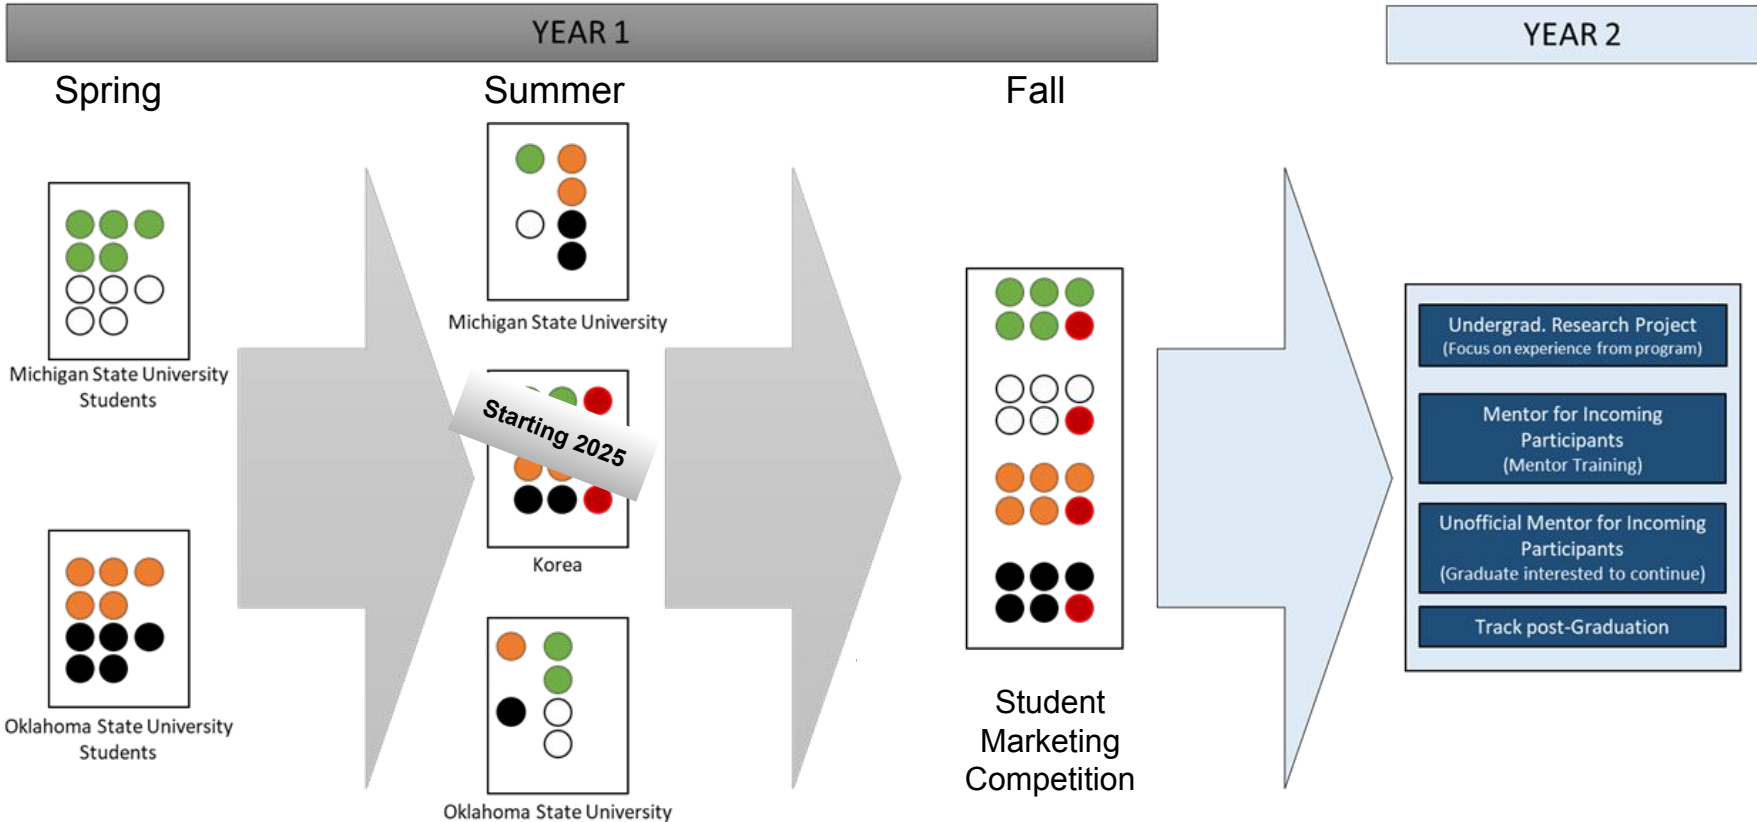 YEAR 1
YEAR 2
Spring
Summer
Fall
Michigan State University
Students
Oklahoma State University
Students
Michigan State University
Starting 2025
Korea
Oklahoma State University
Student
Marketing
Competition
Undergrad. Research Project
(Focus on experience from program)
Mentor for Incoming
Participants
(Mentor Training)
Unofficial Mentor for Incoming
Participants
(Graduate interested to continue)
Track post-Graduation